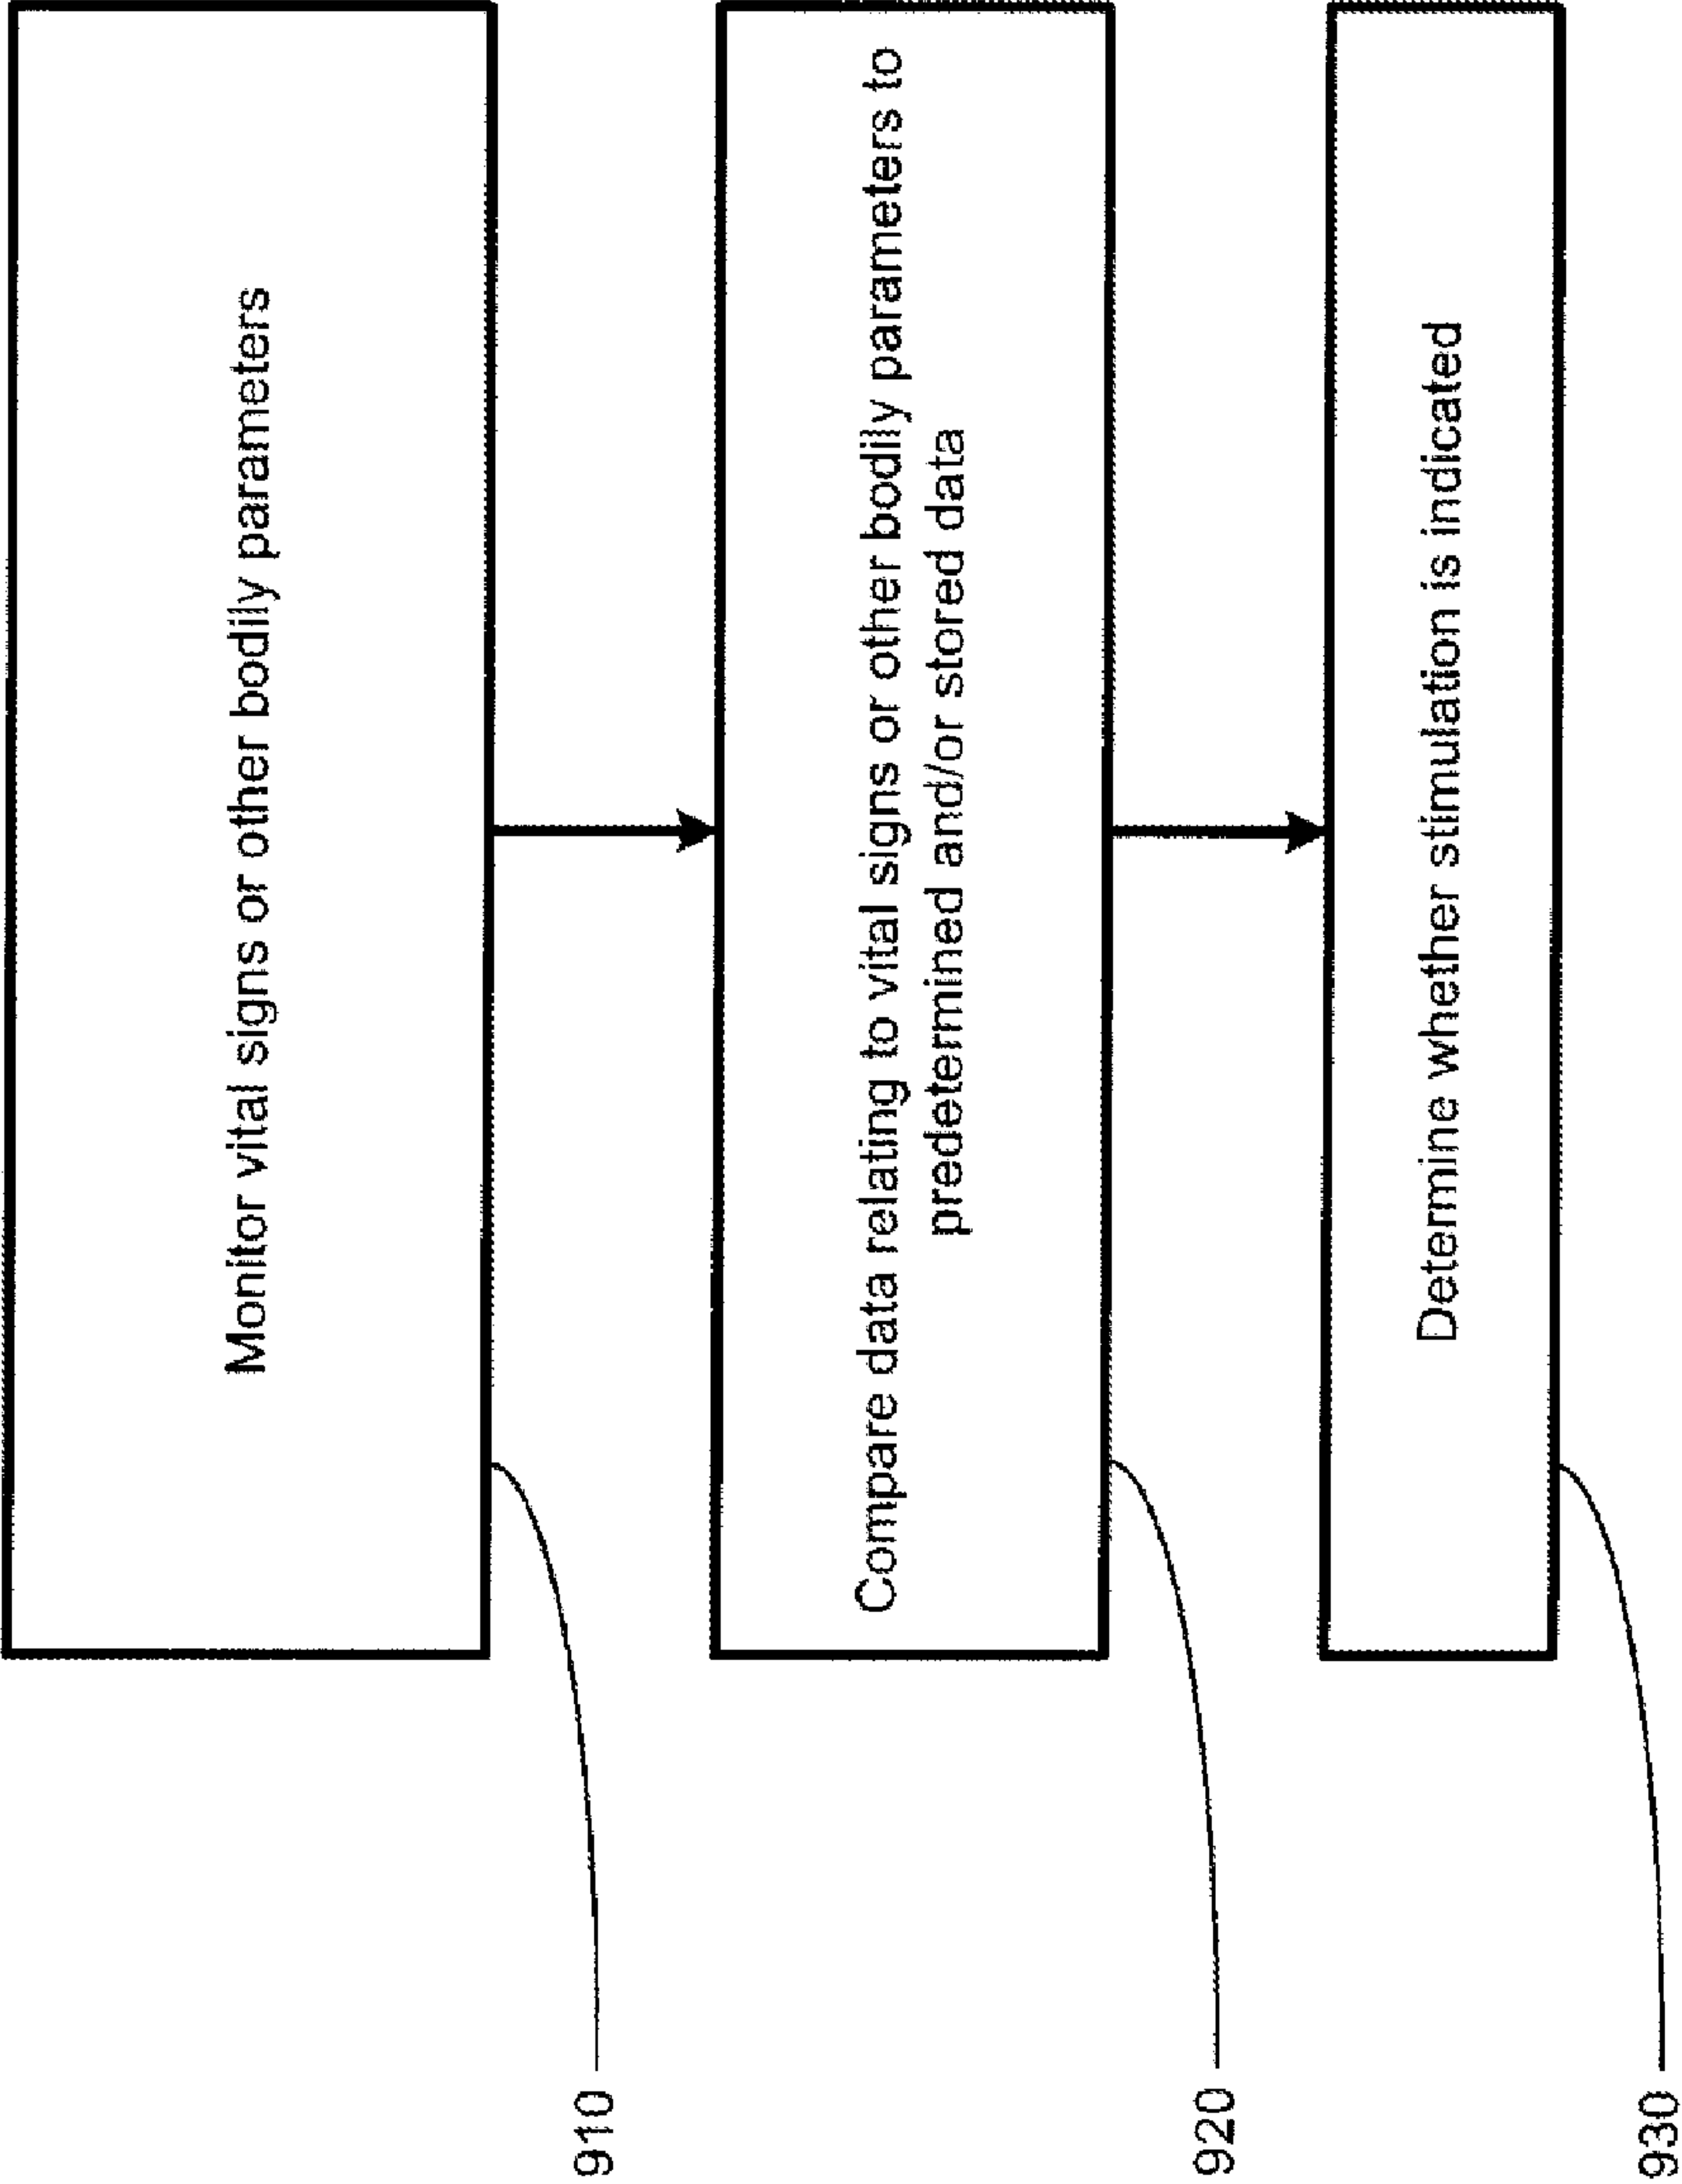 910
Monitor vital signs or other bodily parameters
920
Compare data relating to vital signs or other bodily parameters to
predetermined and/or stored data
930
Determine whether stimulation is indicated